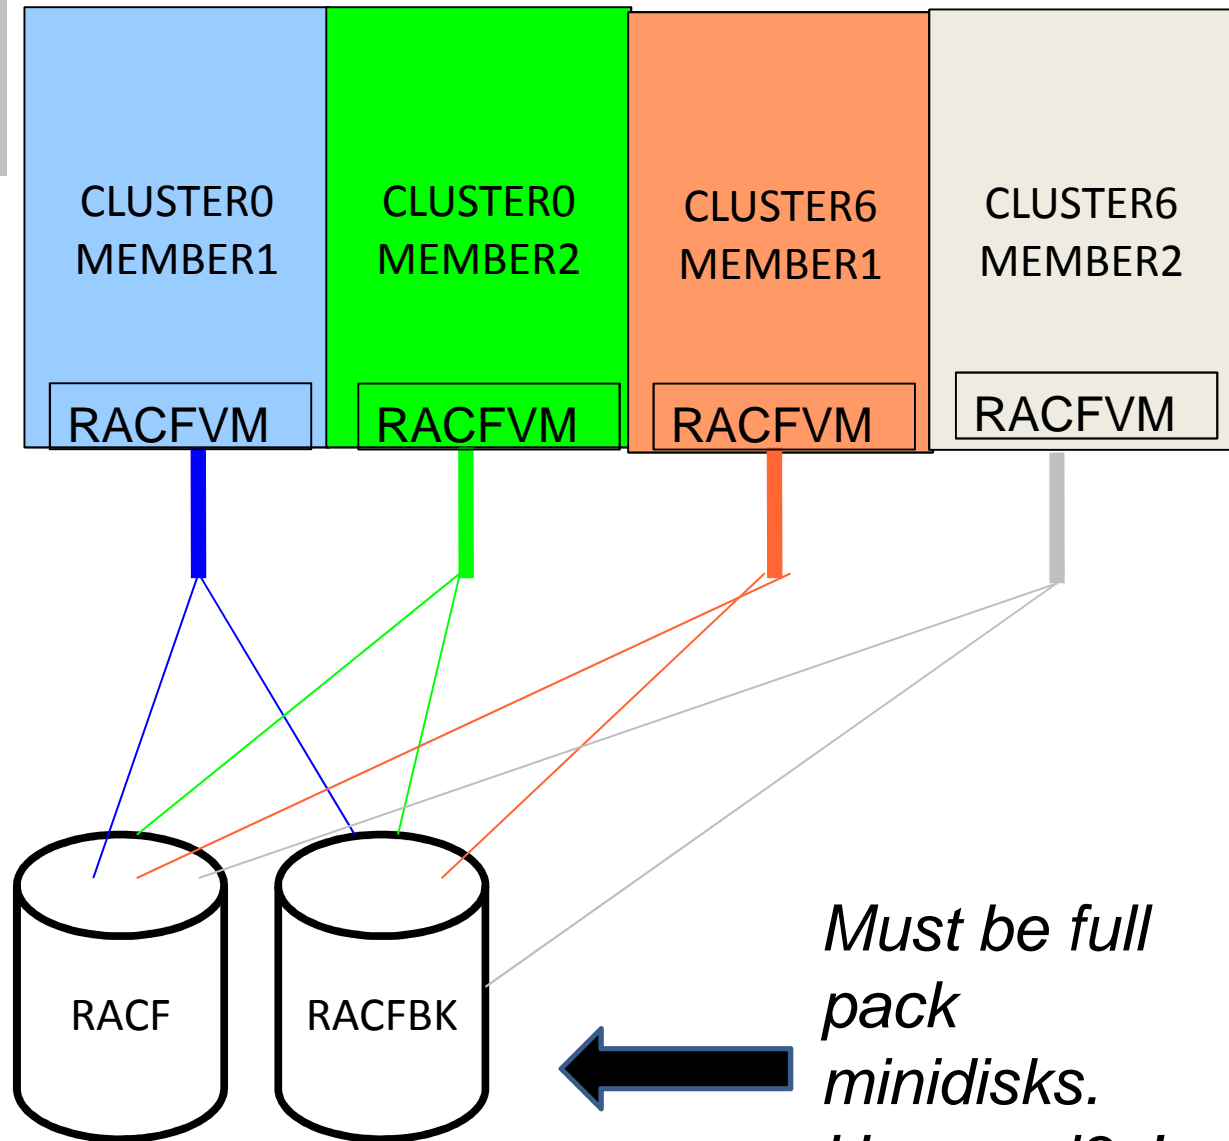 CLUSTER0
MEMBER1
CLUSTER0
MEMBER2
CLUSTER6
MEMBER1
CLUSTER6
MEMBER2
RACFVM
RACFVM
RACFVM
RACFVM
RACF
RACFBK
Must be full
pack
minidisks.